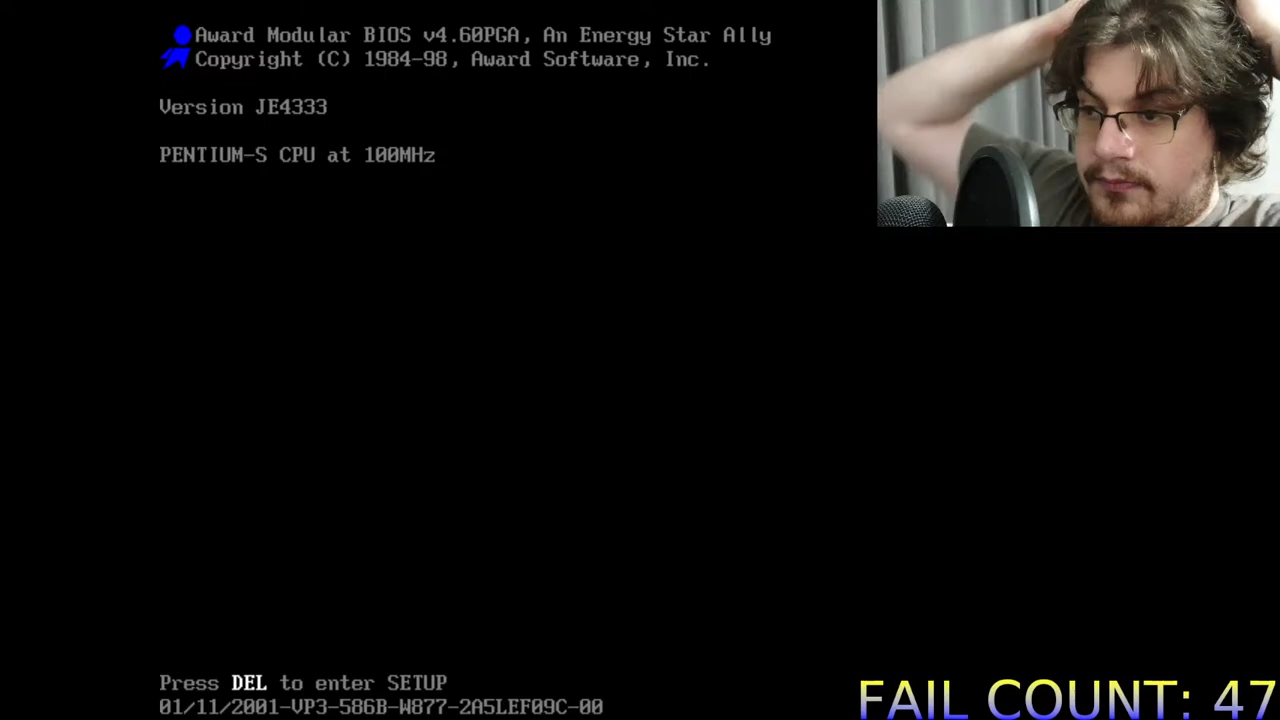 Award Modular BIOS v4.60PGA, An Energy Star Ally
Copyright (C) 1984-98, Award Software, Inc.
Version JE4333
PENTIUM-S CPU at 100MHz
Press DEL to enter SETUP
01/11/2001-VP3-586B-W877-2A5LEF09C-00
FAIL COUNT: 47